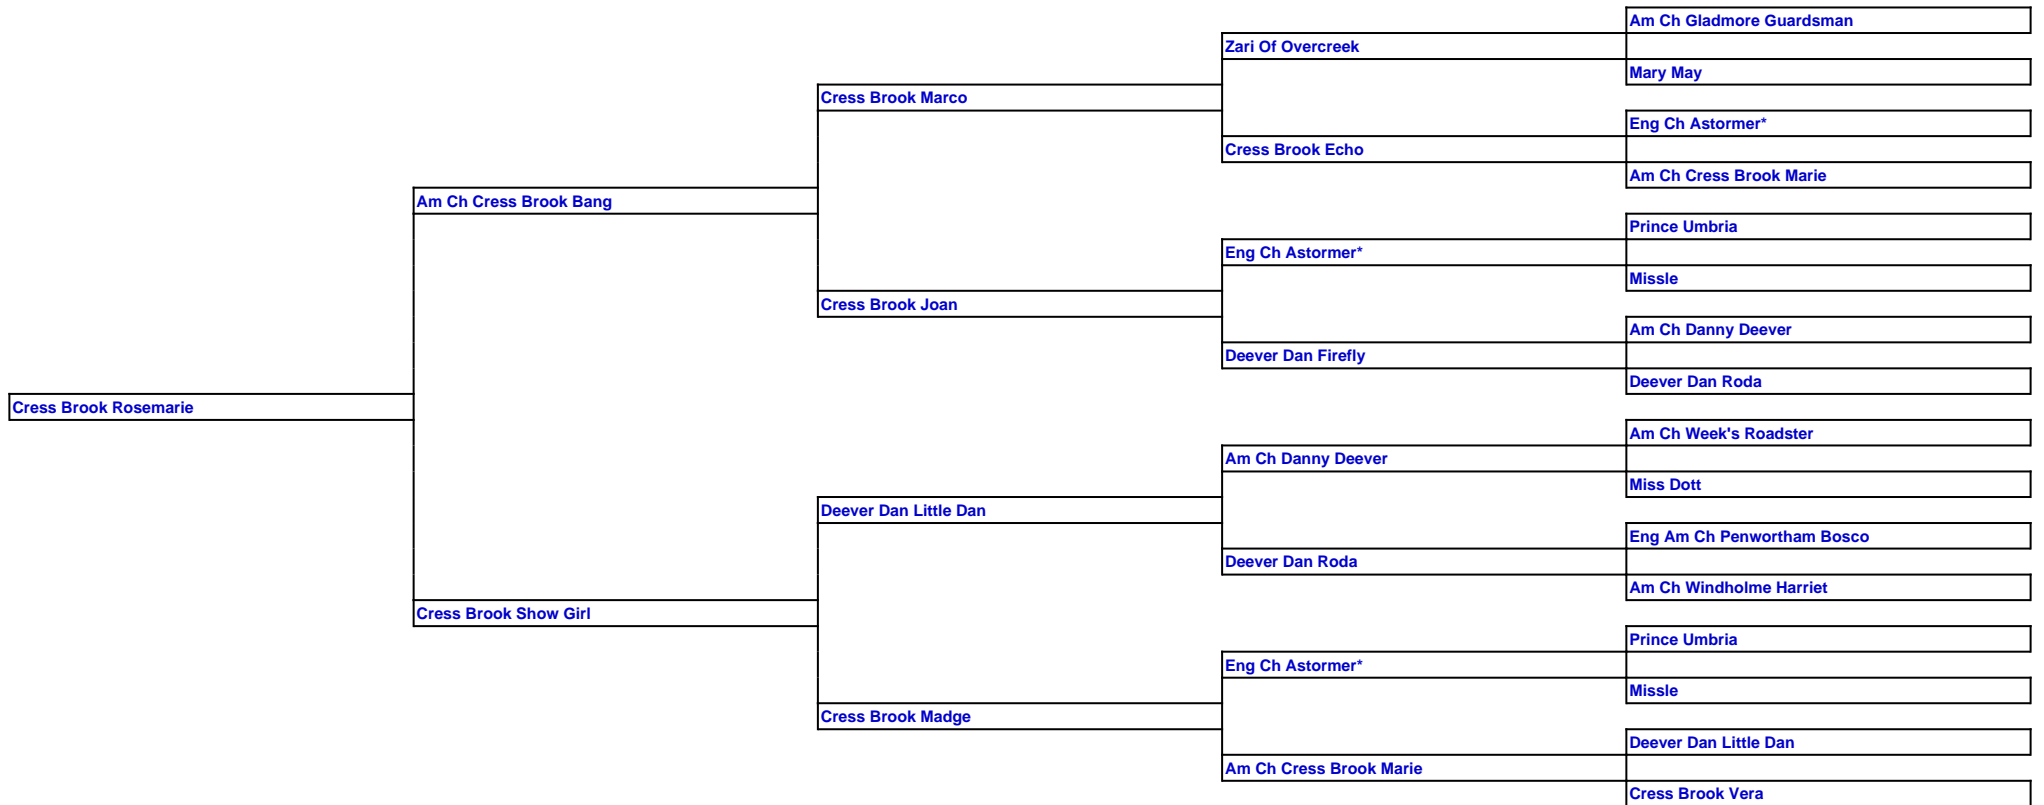 Am Ch Gladmore Guardsman
Zari Of Overcreek
Mary May
Cress Brook Marco
Eng Ch Astormer*
Cress Brook Echo
Am Ch Cress Brook Marie
Am Ch Cress Brook Bang
Prince Umbria
Eng Ch Astormer*
Missle
Cress Brook Joan
Am Ch Danny Deever
Deever Dan Firefly
Deever Dan Roda
Cress Brook Rosemarie
Am Ch Week's Roadster
Am Ch Danny Deever
Miss Dott
Deever Dan Little Dan
Eng Am Ch Penwortham Bosco
Deever Dan Roda
Am Ch Windholme Harriet
Cress Brook Show Girl
Prince Umbria
Eng Ch Astormer*
Missle
Cress Brook Madge
Deever Dan Little Dan
Am Ch Cress Brook Marie
Cress Brook Vera